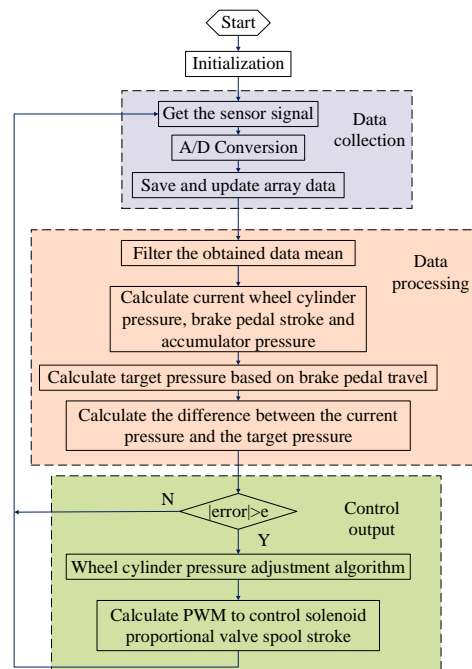 Start
Initialization
Get the sensor signal
Data
collection
A/D Conversion
Save and update array data
Filter the obtained data mean
Data
processing
Calculate current wheel cylinder
pressure, brake pedal stroke and
accumulator pressure
Calculate target pressure based on brake pedal travel
Calculate the difference between the current
pressure and the target pressure
N
|error|>e
Control
output
Y
Wheel cylinder pressure adjustment algorithm
Calculate PWM to control solenoid
proportional valve spool stroke